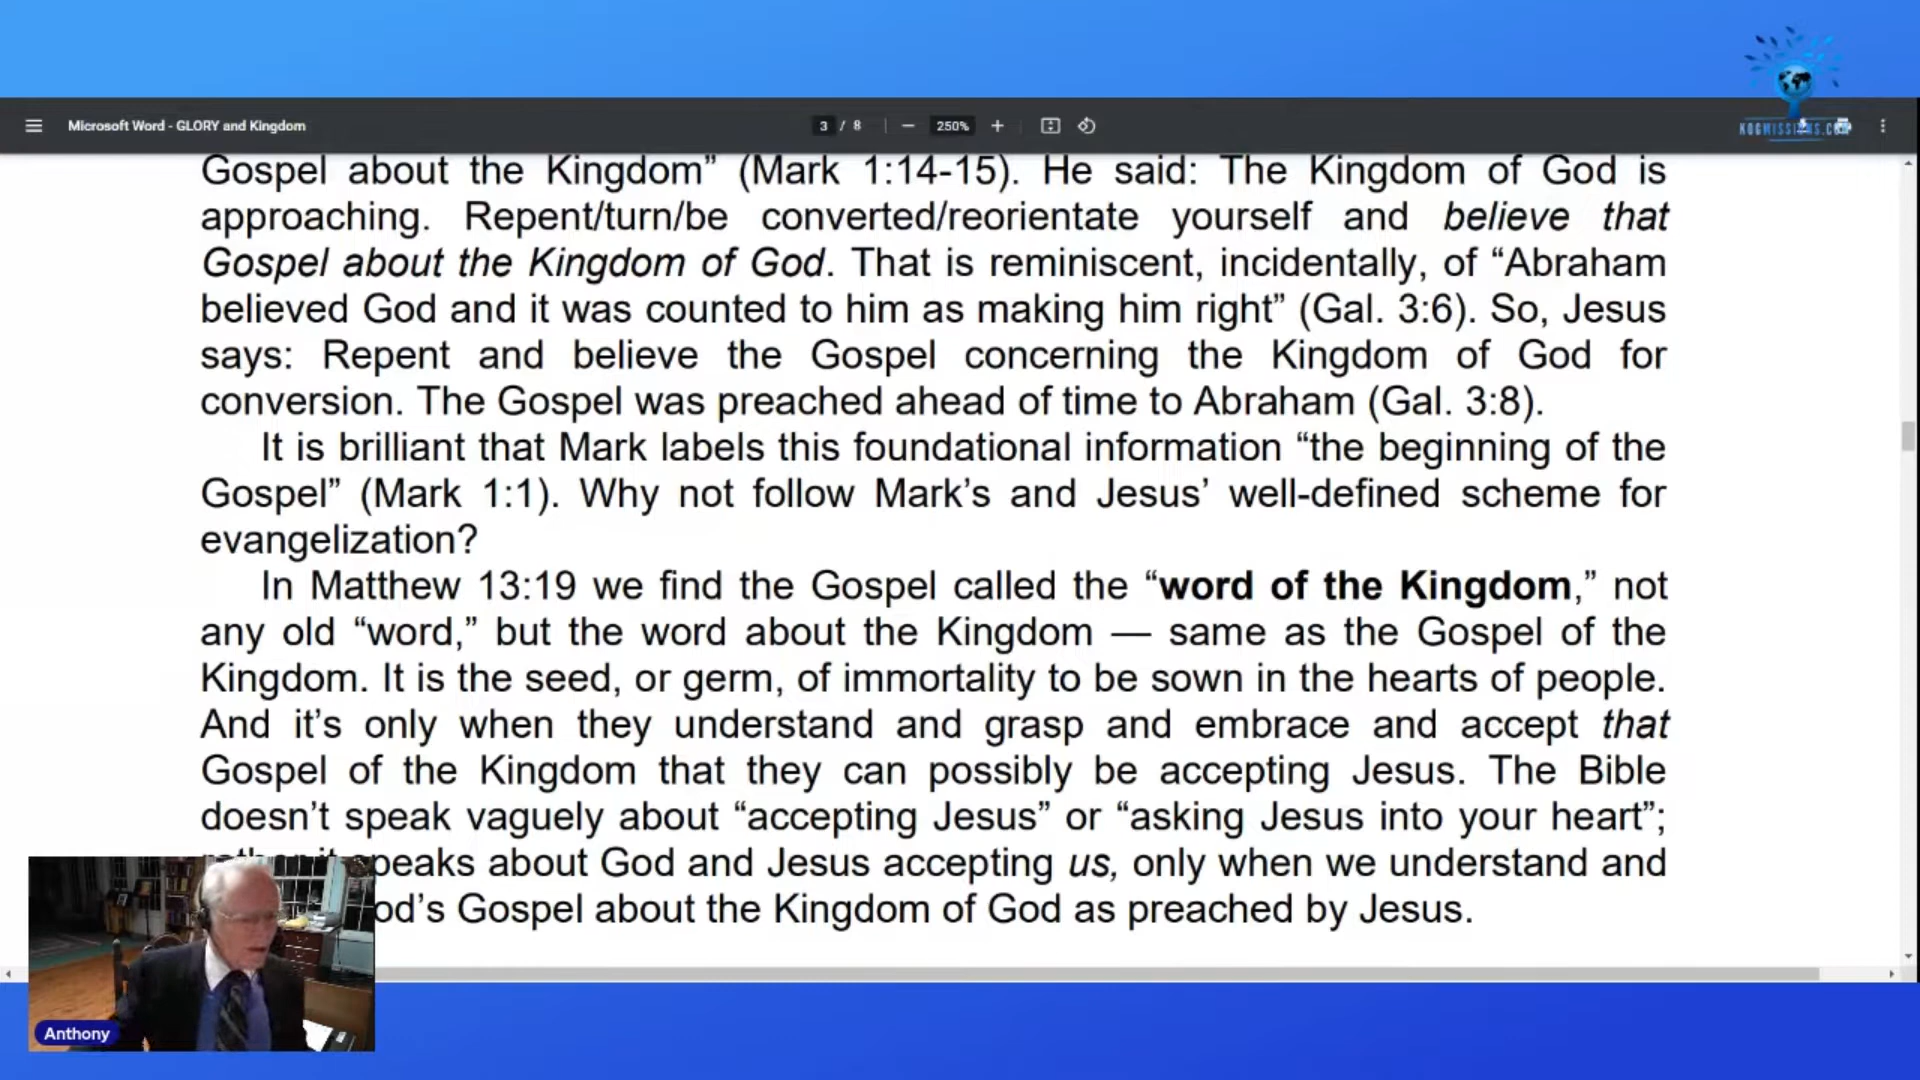 Microsoft Word - GLORY and Kingdom
3 / 8
250%
Gospel about the Kingdom” (Mark 1:14-15). He said: The Kingdom of God is
approaching. Repent/turn/be converted/reorientate yourself and believe that
Gospel about the Kingdom of God. That is reminiscent, incidentally, of “Abraham
believed God and it was counted to him as making him right” (Gal. 3:6). So, Jesus
says: Repent and believe the Gospel concerning the Kingdom of God for
conversion. The Gospel was preached ahead of time to Abraham (Gal. 3:8).
It is brilliant that Mark labels this foundational information “the beginning of the
Gospel” (Mark 1:1). Why not follow Mark’s and Jesus’ well-defined scheme for
evangelization?
In Matthew 13:19 we find the Gospel called the “word of the Kingdom,” not
any old “word,” but the word about the Kingdom — same as the Gospel of the
Kingdom. It is the seed, or germ, of immortality to be sown in the hearts of people.
And it’s only when they understand and grasp and embrace and accept that
Gospel of the Kingdom that they can possibly be accepting Jesus. The Bible
doesn’t speak vaguely about “accepting Jesus” or “asking Jesus into your heart”;
speaks about God and Jesus accepting us, only when we understand and
Gospel about the Kingdom of God as preached by Jesus.
Anthony